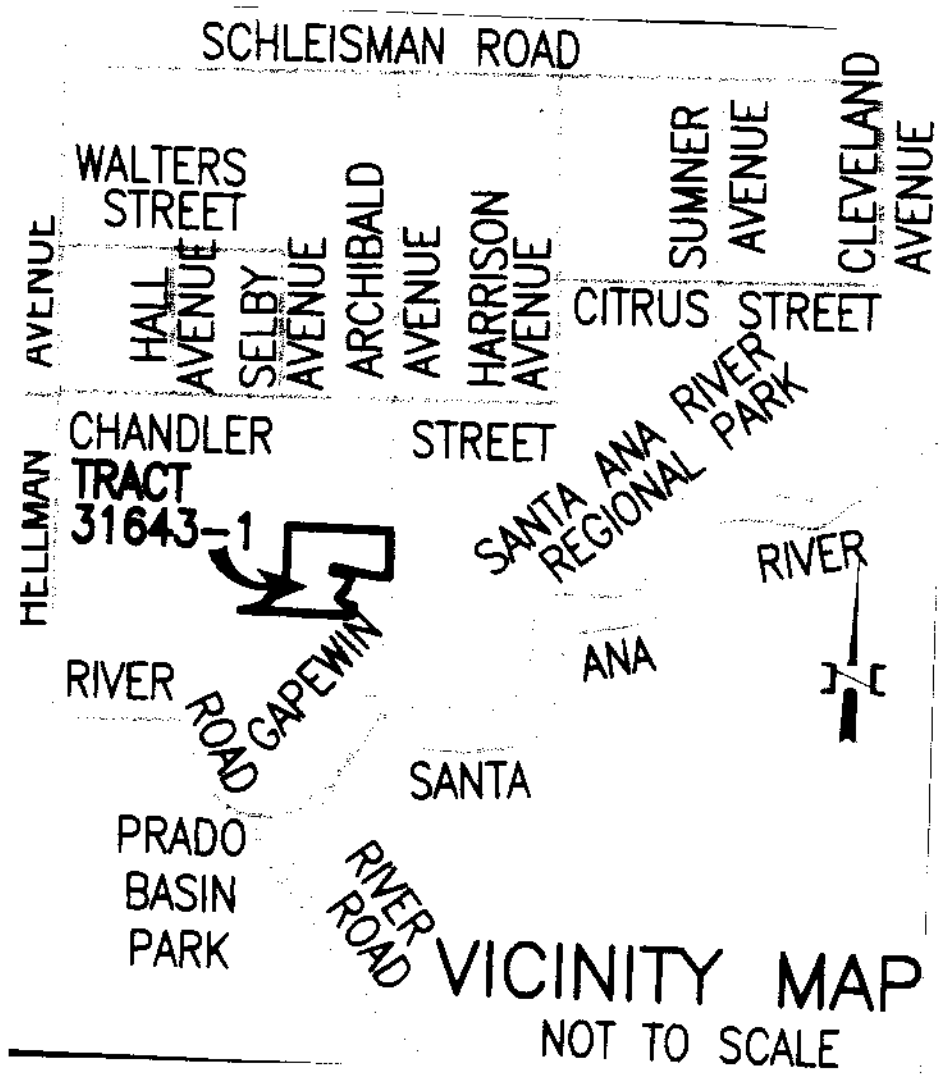 SCHLEISMAN ROAD
WALTERS
STREET
HELLMAN AVENUE
HALL
AVENUE
SELBY
AVENUE
ARCHIBALD
AVENUE
HARRISON
AVENUE
SUMNER
AVENUE
CLEVELAND
AVENUE
CITRUS STREET
CHANDLER STREET
TRACT
31643-1
SANTA ANA RIVER
REGIONAL PARK
RIVER
ANA
SANTA
RIVER
ROAD
GAPEWIN
PRADO
BASIN
PARK
RIVER
ROAD
N
VICINITY MAP
NOT TO SCALE